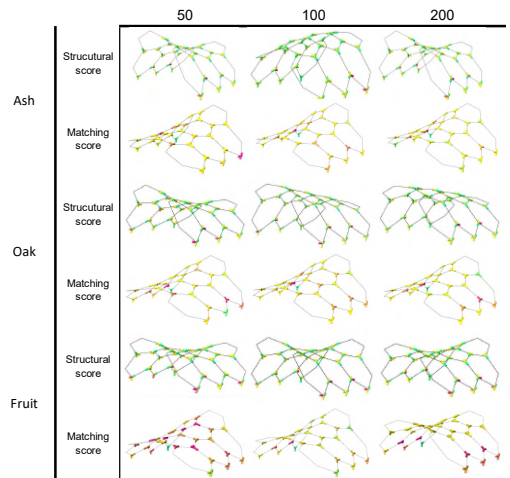 50 100 200
Ash
Strucutural
score
Matching
score
Oak
Strucutural
score
Matching
score
Fruit
Structural
score
Matching
score